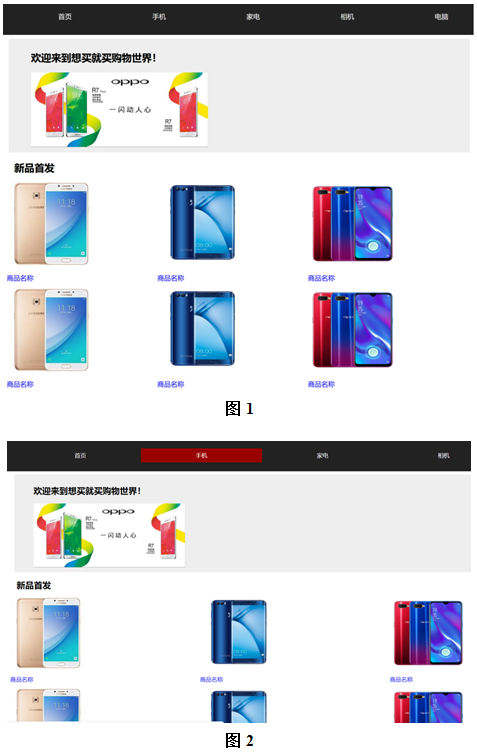 首页 手机 家电 相机 电脑
欢迎来到想买就买购物世界！
oppo
R7 Plus
一闪动人心
R7
新品首发
11:18
08:00
商品名称 商品名称 商品名称
11:18
08:00
商品名称 商品名称 商品名称
图 1
首页 手机 家电 相机
欢迎来到想买就买购物世界！
oppo
R7 Plus
一闪动人心
R7
新品首发
11:18
08:00
商品名称 商品名称 商品名称
11:18
图 2